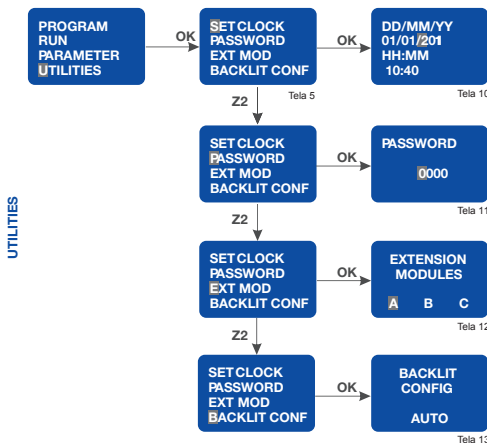 PROGRAM
RUN
PARAMETER
UTILITIES
OK
SET CLOCK
PASSWORD
EXT MOD
BACKLIT CONF
Tela 5
OK
DD/MM/YY
01/01/201
HH:MM
10:40
Tela 10
Z2
SET CLOCK
PASSWORD
EXT MOD
BACKLIT CONF
OK
PASSWORD
0000
Tela 11
Z2
UTILITIES
SET CLOCK
PASSWORD
EXT MOD
BACKLIT CONF
OK
EXTENSION
MODULES
A B C
Tela 12
Z2
SET CLOCK
PASSWORD
EXT MOD
BACKLIT CONF
OK
BACKLIT
CONFIG
AUTO
Tela 13